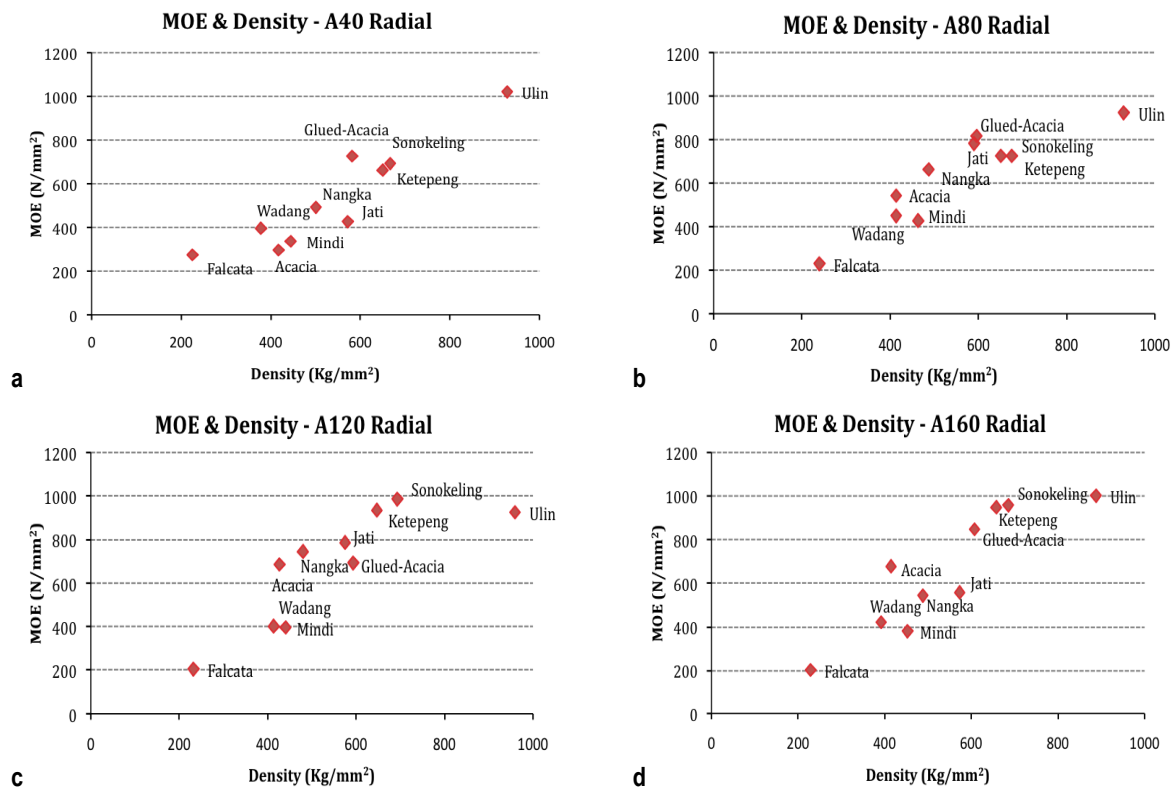 a
MOE & Density - A40 Radial
1200
1000
800
600
400
200
0
MOE (N/mm²)
Ulin
Glued-Acacia
Sonokeling
Ketepeng
Nangka
Wadang
Jati
Mindi
Falcata
Acacia
0 200 400 600 800 1000
Density (Kg/mm²)
b
MOE & Density - A80 Radial
1200
1000
800
600
400
200
0
MOE (N/mm²)
Ulin
Glued-Acacia
Sonokeling
Jati
Ketepeng
Nangka
Acacia
Mindi
Wadang
Falcata
0 200 400 600 800 1000
Density (Kg/mm²)
c
MOE & Density - A120 Radial
1200
1000
800
600
400
200
0
MOE (N/mm²)
Sonokeling
Ulin
Ketepeng
Jati
Nangka
Glued-Acacia
Acacia
Wadang
Mindi
Falcata
0 200 400 600 800 1000
Density (Kg/mm²)
d
MOE & Density - A160 Radial
1200
1000
800
600
400
200
0
MOE (N/mm²)
Sonokeling
Ulin
Ketepeng
Glued-Acacia
Acacia
Jati
Wadang
Nangka
Mindi
Falcata
0 200 400 600 800 1000
Density (Kg/mm²)